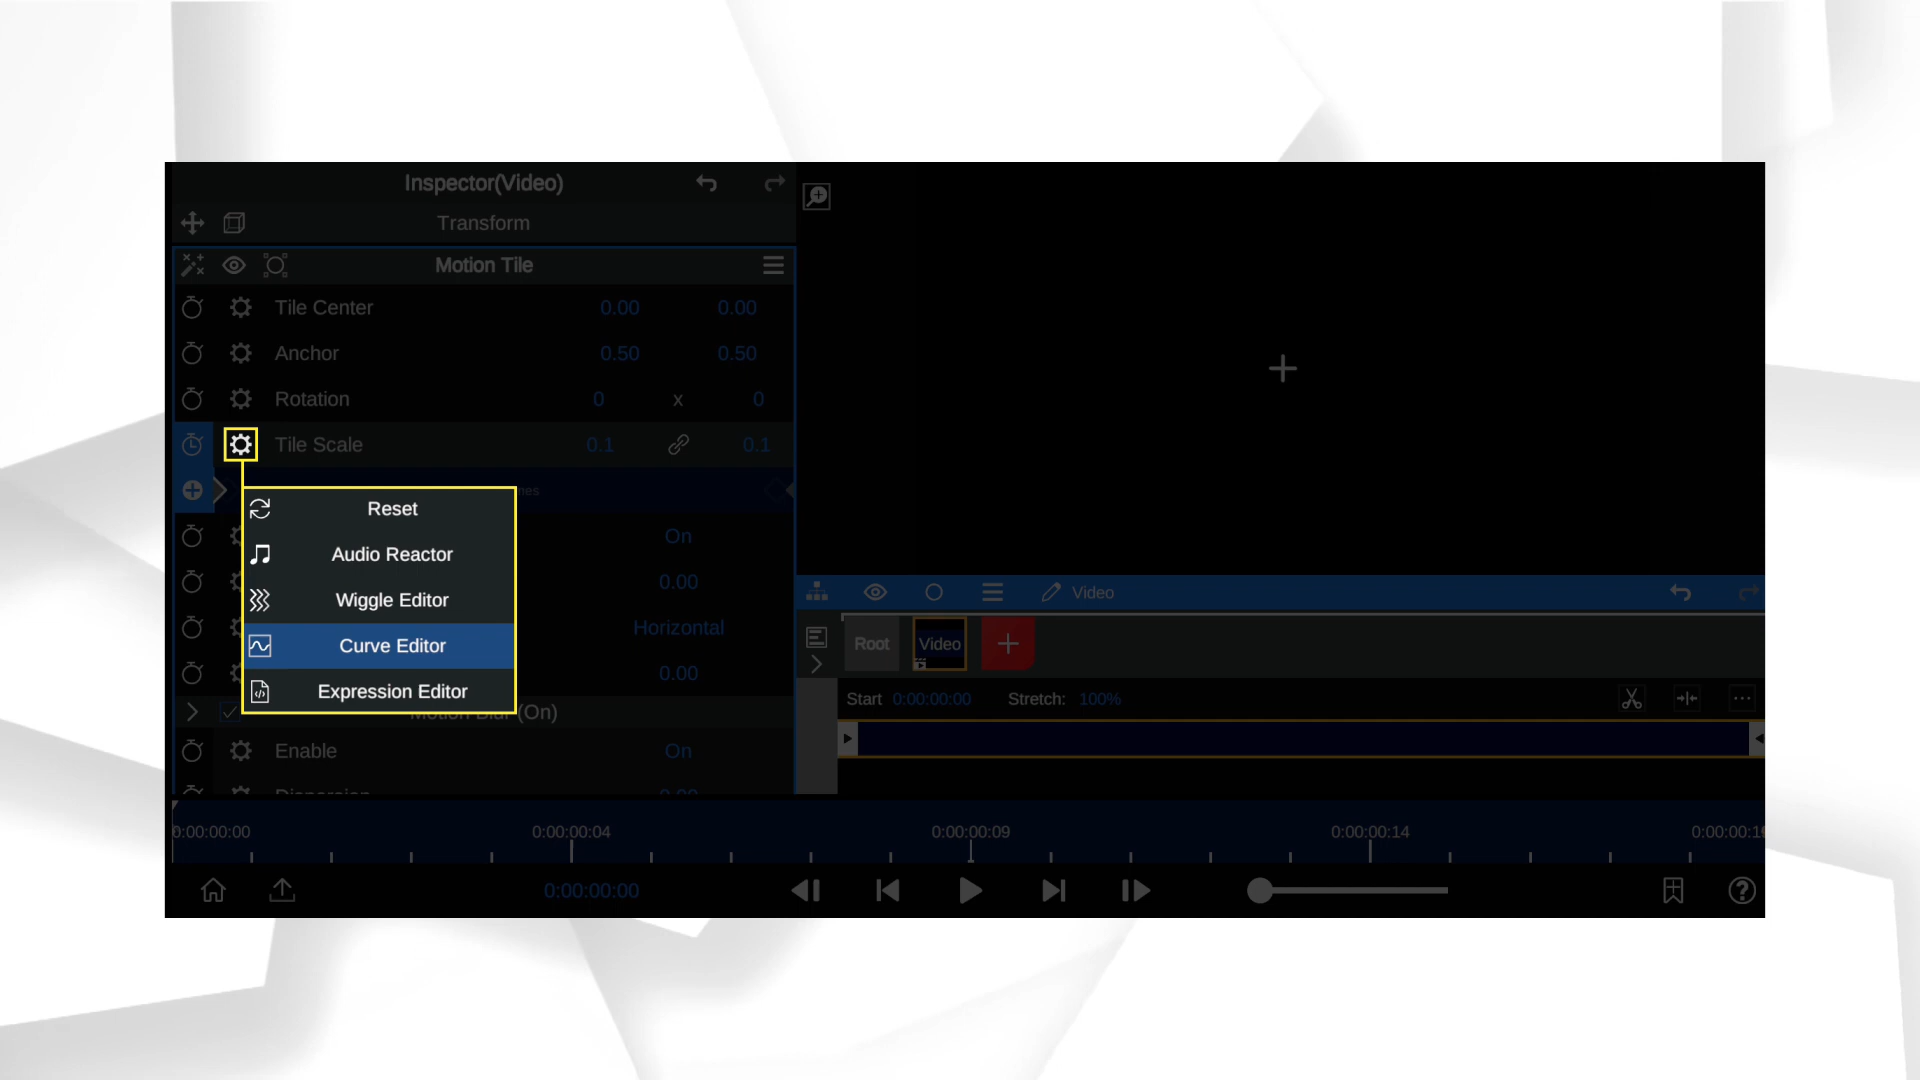 Inspector(Video)
Transform
Motion Tile
Tile Center 0.00 0.00
Anchor 0.50 0.50
Rotation 0 x 0
Tile Scale 0.1 0.1
Reset
Audio Reactor
On
Wiggle Editor
0.00
Curve Editor
Horizontal
Expression Editor
0.00
(On)
Enable On
Video
Root
Video
Start 0:00:00:00 Stretch: 100%
0:00:00:00 0:00:00:04 0:00:00:09 0:00:00:14
0:00:00:00